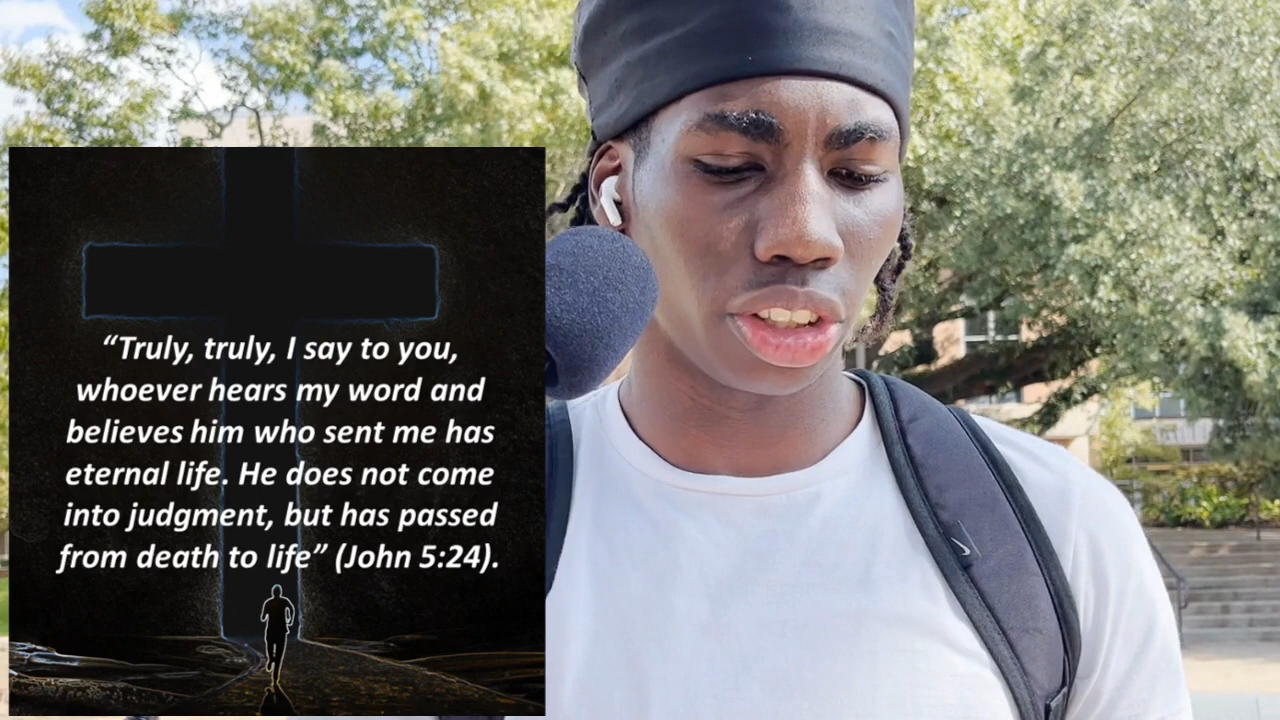 “Truly, truly, I say to you,
whoever hears my word and
believes him who sent me has
eternal life. He does not come
into judgment, but has passed
from death to life” (John 5:24).